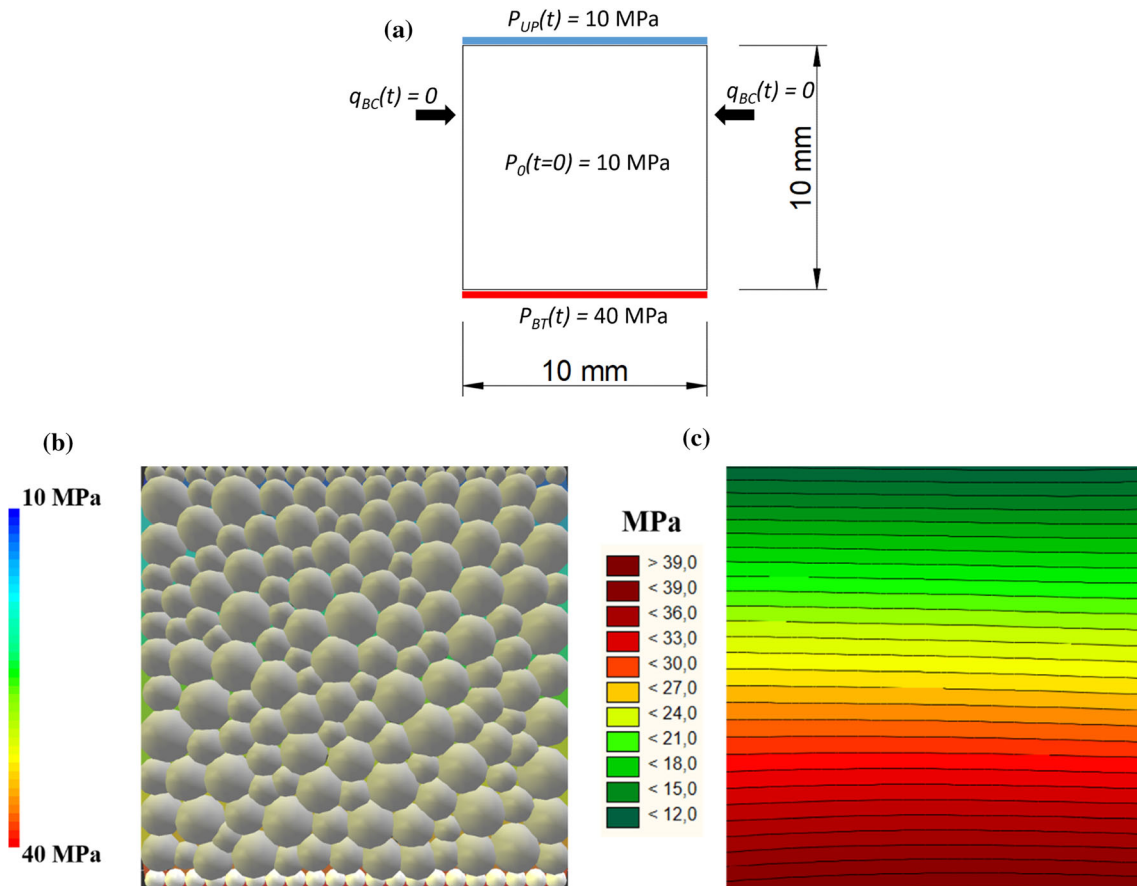 (a)
P_UP(t) = 10 MPa
q_BC(t) = 0
q_BC(t) = 0
P_0(t=0) = 10 MPa
10 mm
P_BT(t) = 40 MPa
10 mm
(b)
10 MPa
40 MPa
(c)
MPa
> 39,0
< 39,0
< 36,0
< 33,0
< 30,0
< 27,0
< 24,0
< 21,0
< 18,0
< 15,0
< 12,0